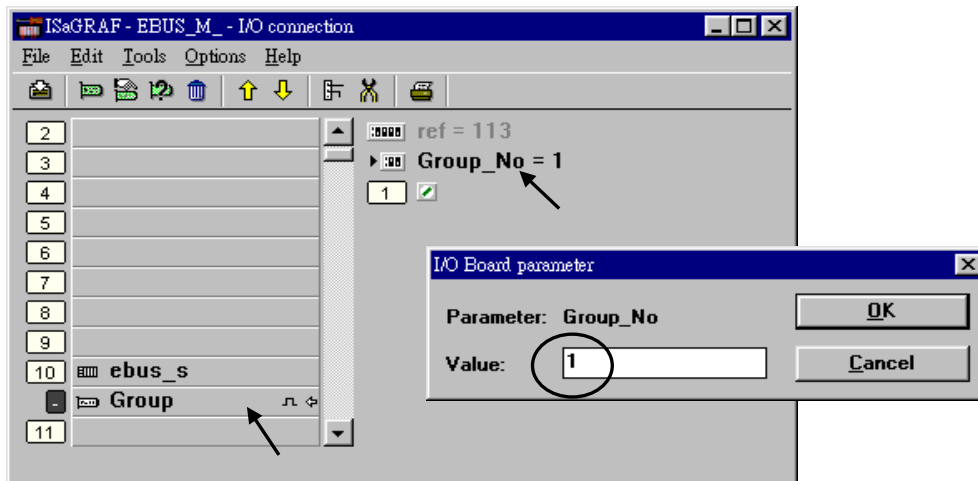 ISaGRAF - EBUS_M_ - I/O connection
File Edit Tools Options Help
2
3
4
5
6
7
8
9
10 ebus_s
- Group
11
ref = 113
Group_No = 1
1
I/O Board parameter
Parameter: Group_No
OK
Value: 1
Cancel